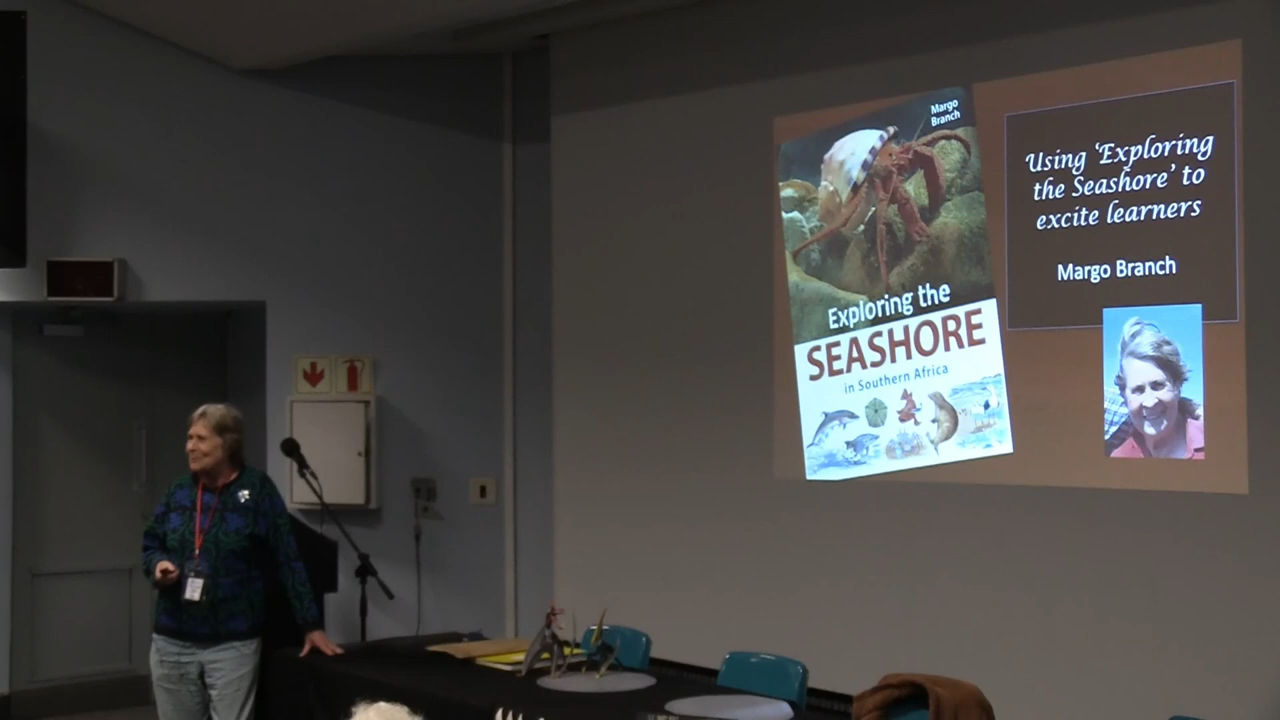 Margo
Branch
Exploring the
SEASHORE
in Southern Africa
Using ‘Exploring
the Seashore’ to
excite learners
Margo Branch